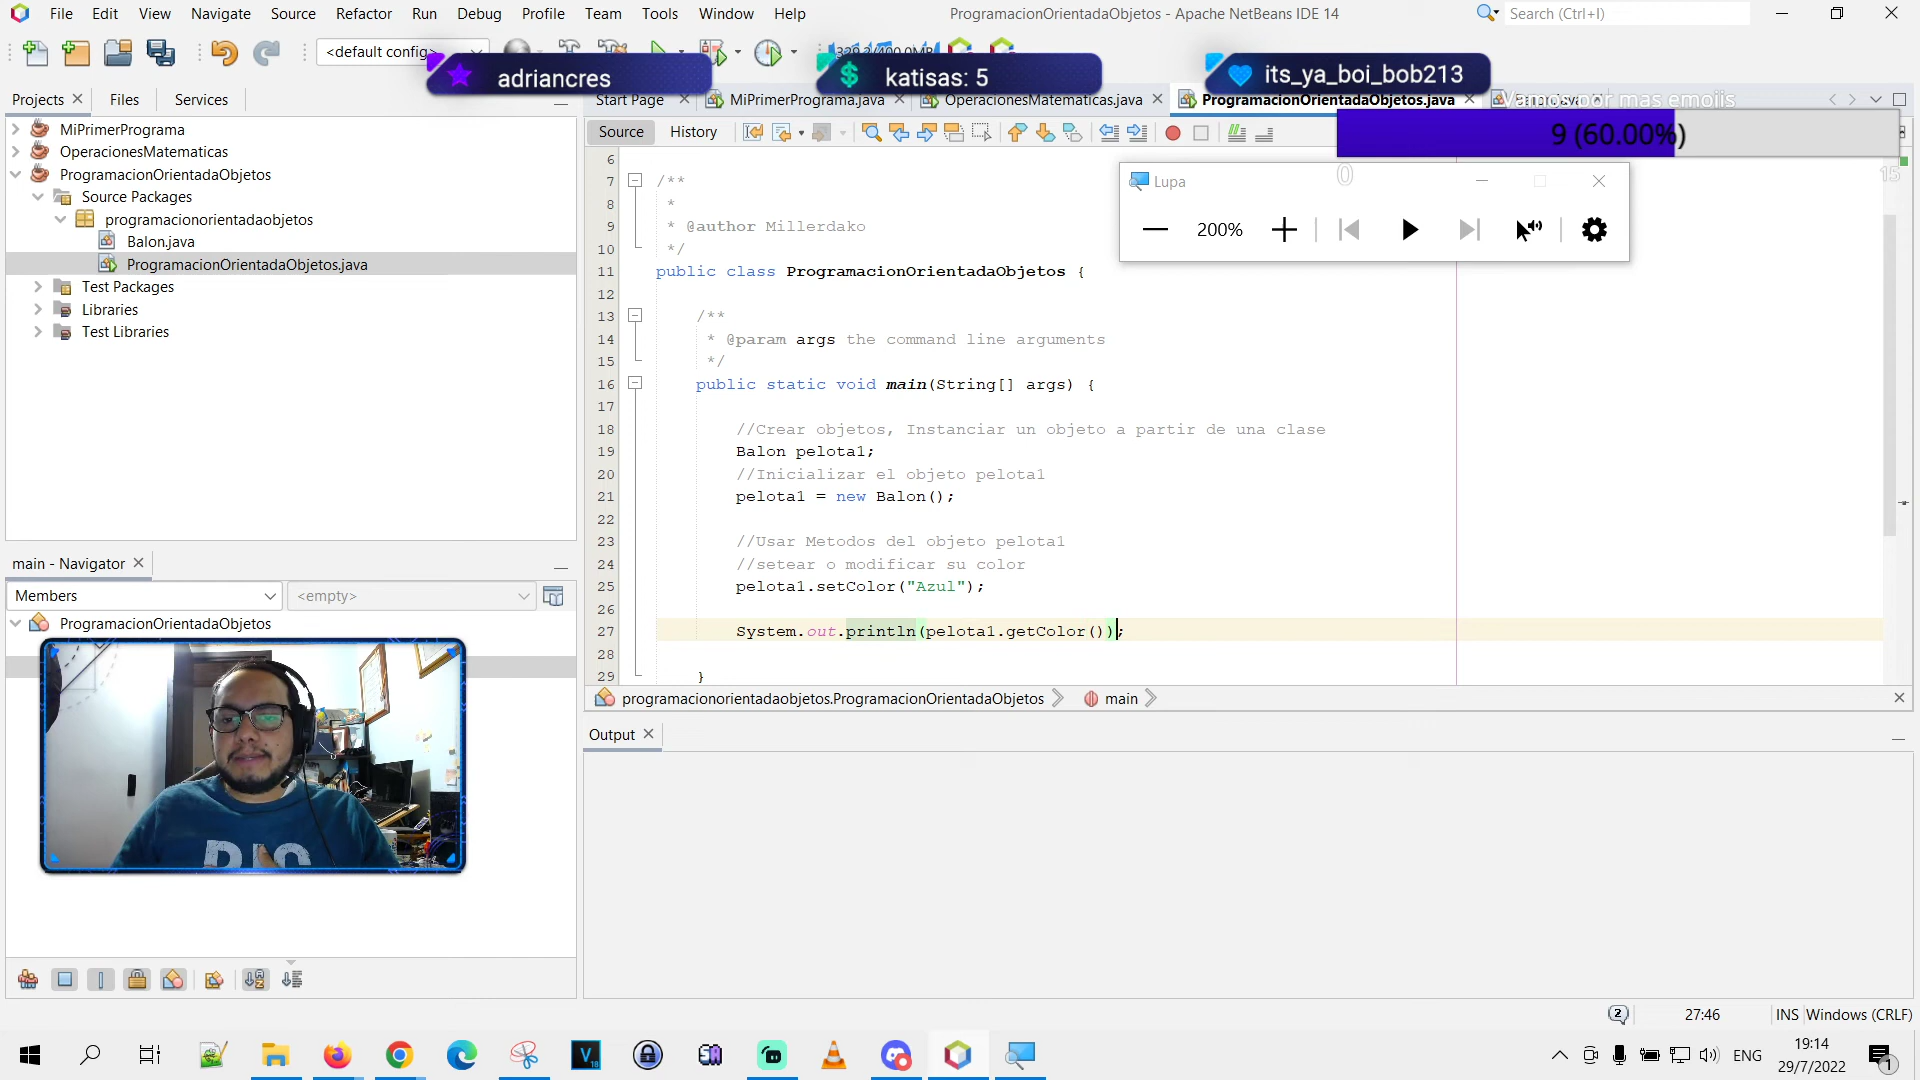 File Edit View Navigate Source Refactor Run Debug Profile Team Tools Window Help
ProgramacionOrientadaObjetos - Apache NetBeans IDE 14
Search (Ctrl+I)
<default config>
adriancres
katisas: 5
its_ya_boi_bob213
Projects Files Services
Start Page MiPrimerPrograma.java OperacionesMatematicas.java ProgramacionOrientadaObjetos.java
por mas emojis
9 (60.00%)
0
15
Source History
MiPrimerPrograma
OperacionesMatematicas
ProgramacionOrientadaObjetos
Source Packages
programacionorientadaobjetos
Balon.java
ProgramacionOrientadaObjetos.java
Test Packages
Libraries
Test Libraries
Lupa
200%
6
7 /**
8 *
9 * @author Millerdako
10 */
11 public class ProgramacionOrientadaObjetos {
12
13 /**
14 * @param args the command line arguments
15 */
16 public static void main(String[] args) {
17
18 //Crear objetos, Instanciar un objeto a partir de una clase
19 Balon pelota1;
20 //Inicializar el objeto pelota1
21 pelota1 = new Balon();
22
23 //Usar Metodos del objeto pelota1
24 //setear o modificar su color
25 pelota1.setColor("Azul");
26
27 System.out.println(pelota1.getColor());
28
29 }
programacionorientadaobjetos.ProgramacionOrientadaObjetos main
main - Navigator
Members
<empty>
ProgramacionOrientadaObjetos
Output
2
27:46
INS
Windows (CRLF)
ENG
19:14
29/7/2022
1